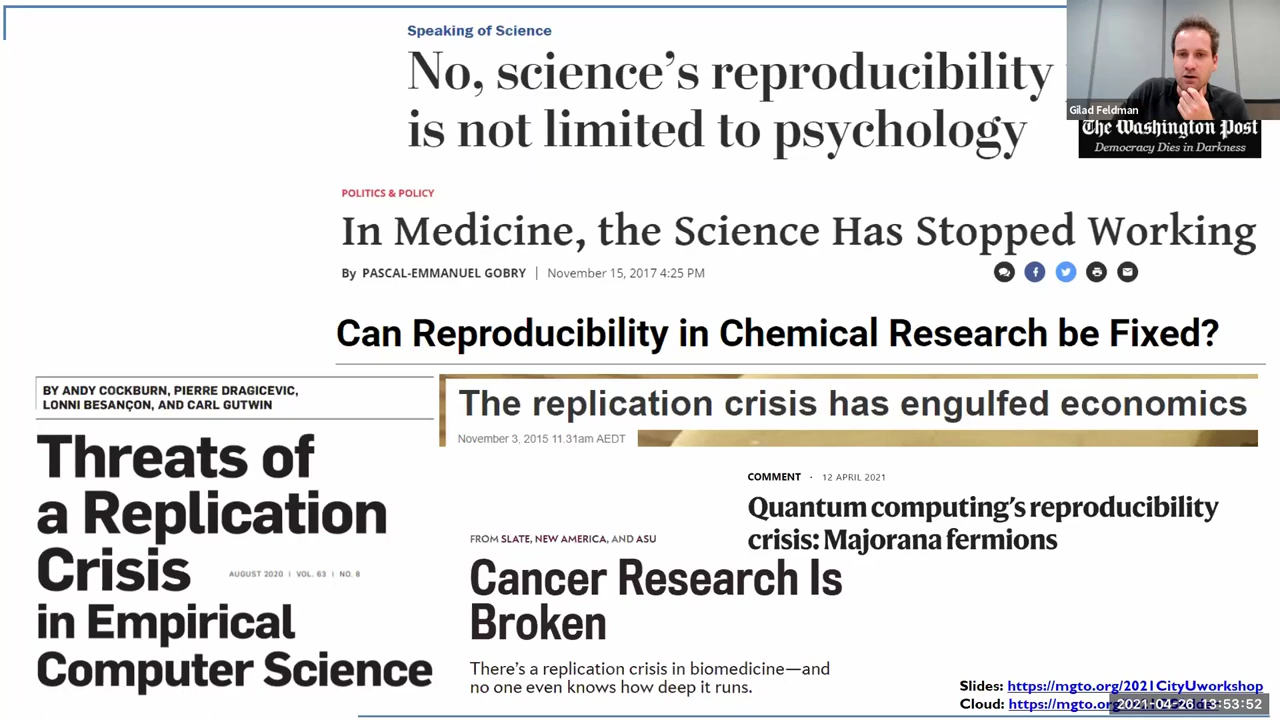 Speaking of Science
No, science's reproducibility
is not limited to psychology
Gilad Feldman
The Washington Post
Democracy Dies in Darkness
POLITICS & POLICY
In Medicine, the Science Has Stopped Working
By PASCAL-EMMANUEL GOBRY | November 15, 2017 4:25 PM
Can Reproducibility in Chemical Research be Fixed?
BY ANDY COCKBURN, PIERRE DRAGICEVIC,
LONNI BESANÇON, AND CARL GUTWIN
Threats of
a Replication
Crisis
AUGUST 2020 | VOL. 63 | NO. 8
in Empirical
Computer Science
The replication crisis has engulfed economics
November 3, 2015 11.31am AEDT
COMMENT · 12 APRIL 2021
Quantum computing's reproducibility
crisis: Majorana fermions
FROM SLATE, NEW AMERICA, AND ASU
Cancer Research Is
Broken
There's a replication crisis in biomedicine—and
no one even knows how deep it runs.
Slides: https://mgto.org/2021CityUworkshop
Cloud: https://mgto.org
2021-04-26 13:53:52